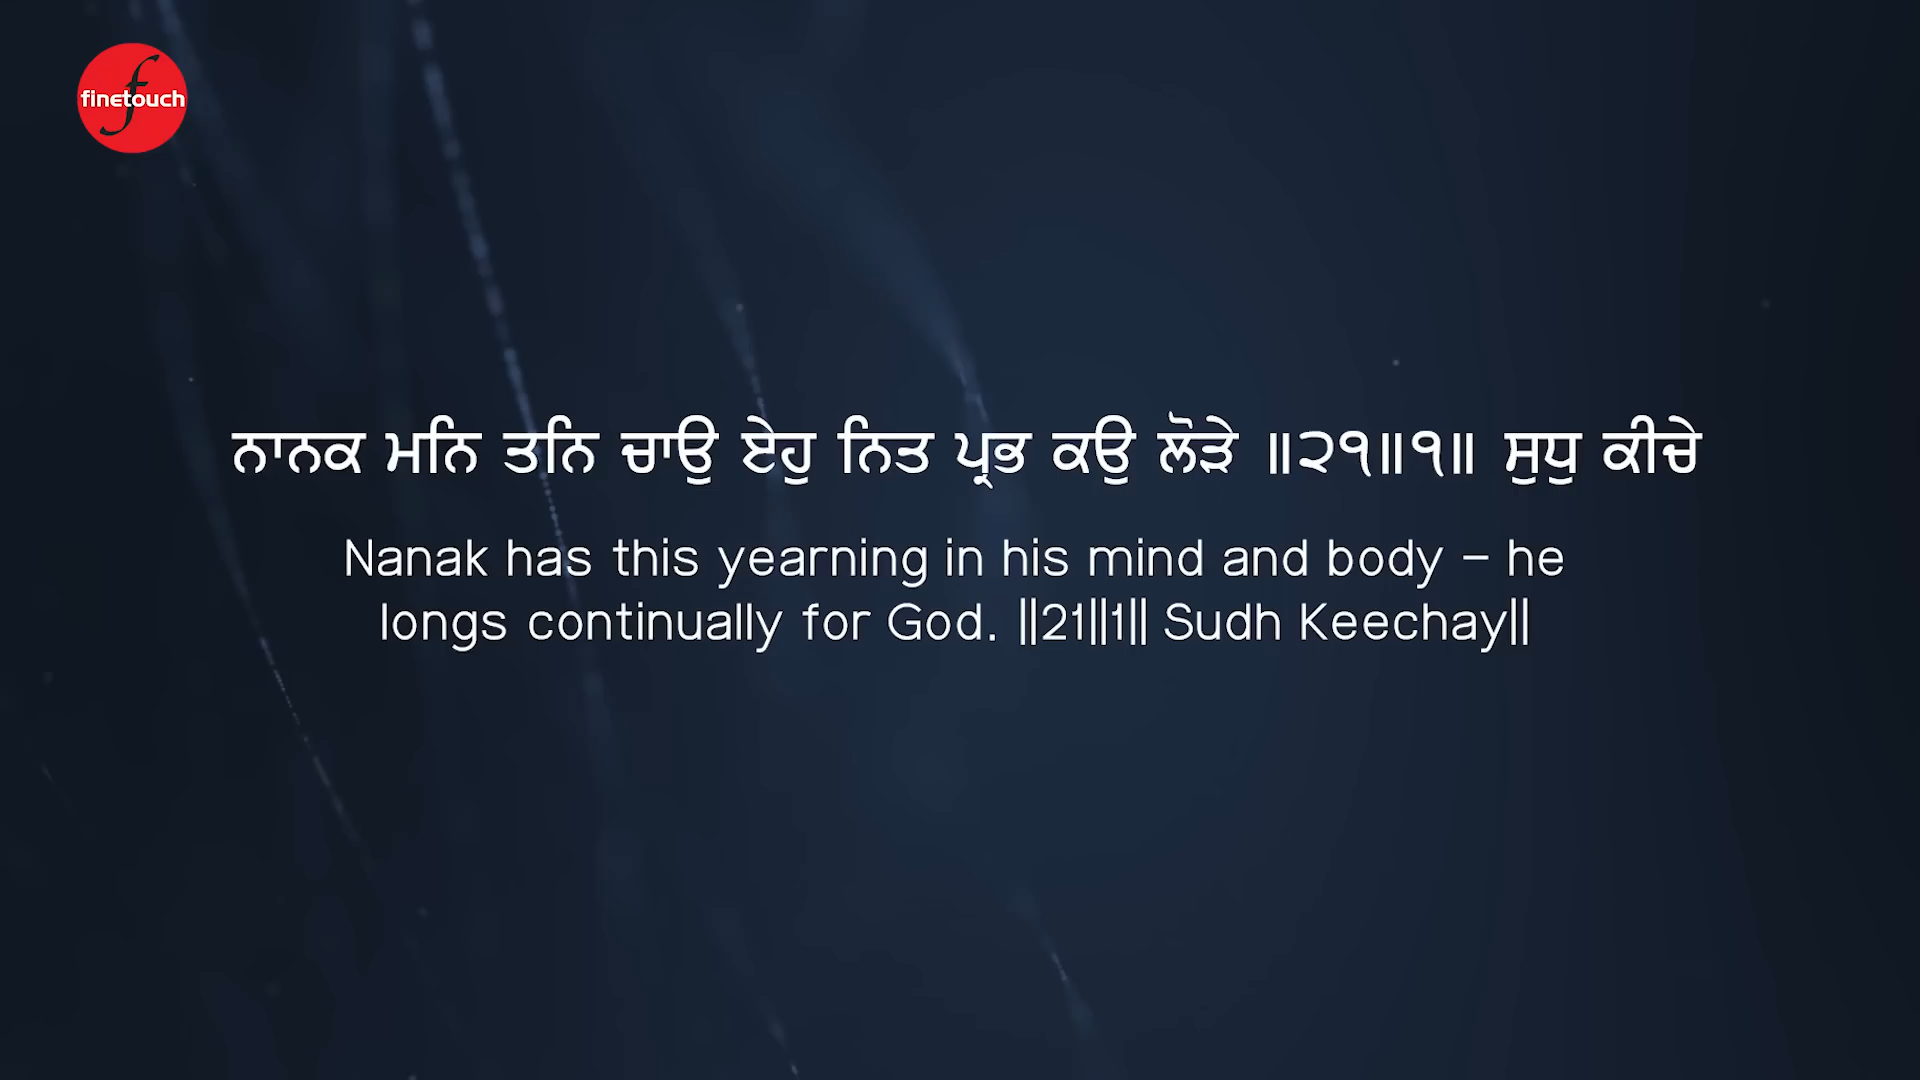 finetouch
ਨਾਨਕ ਮਨਿ ਤਨਿ ਚਾਉ ਏਹੁ ਨਿਤ ਪ੍ਰਭ ਕਉ ਲੋੜੇ ॥੨੧॥੧॥ ਸੁਧੁ ਕੀਚੇ
Nanak has this yearning in his mind and body – he
longs continually for God. ||21||1|| Sudh Keechay||